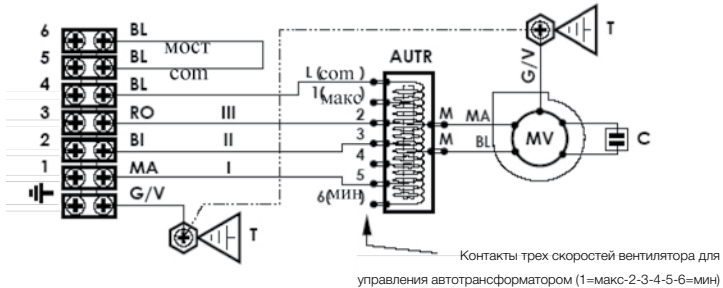 6 BL
мост
5 BL
com
4 BL
3 RO III
2 BI II
1 MA I
G/V
T
AUTR
L (com)
1(макс)
2
3
4
5
6(мин)
M MA
M BL
G/V
T
MV
C
Контакты трех скоростей вентилятора для
управления автотрансформатором (1=макс-2-3-4-5-6=мин)